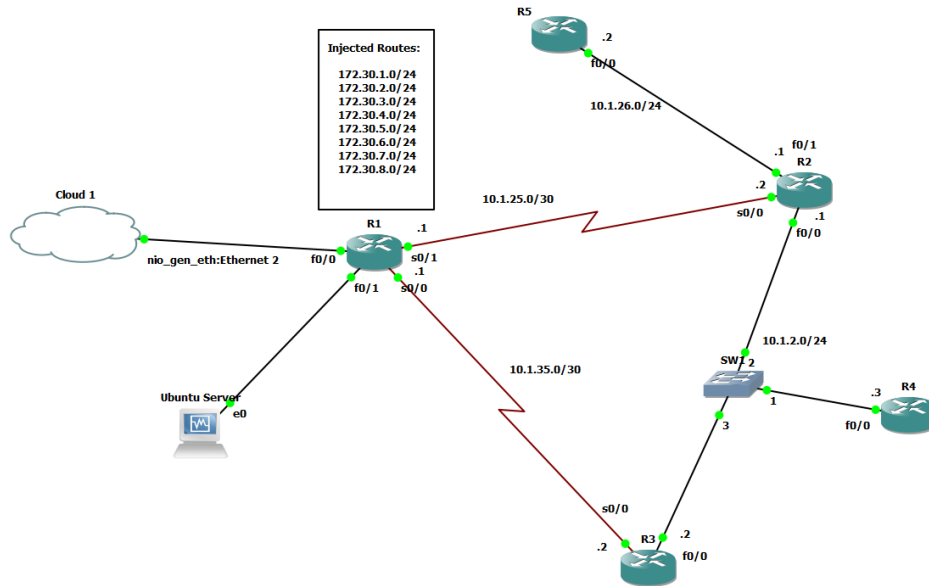 R5
.2
f0/0
Injected Routes:
172.30.1.0/24
172.30.2.0/24
172.30.3.0/24
172.30.4.0/24
172.30.5.0/24
172.30.6.0/24
172.30.7.0/24
172.30.8.0/24
10.1.26.0/24
f0/1
.1
R2
Cloud 1
10.1.25.0/30
.2
s0/0
.1
f0/0
R1
.1
nio_gen_eth:Ethernet 2
f0/0
s0/1
.1
f0/1
s0/0
10.1.2.0/24
SW1
2
10.1.35.0/30
R4
.3
1
f0/0
Ubuntu Server
e0
3
s0/0
.2
R3
.2
f0/0